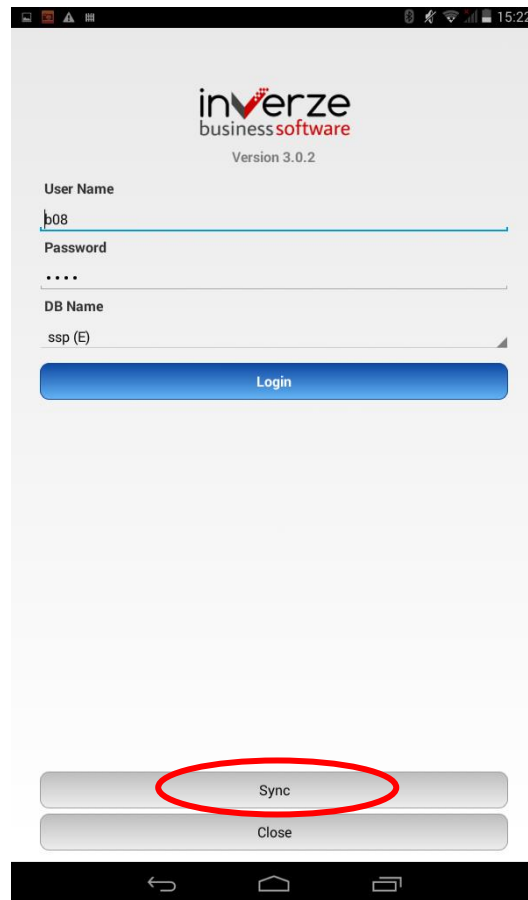 15:22
inverze
business software
Version 3.0.2
User Name
b08
Password
••••
DB Name
ssp (E)
Login
Sync
Close